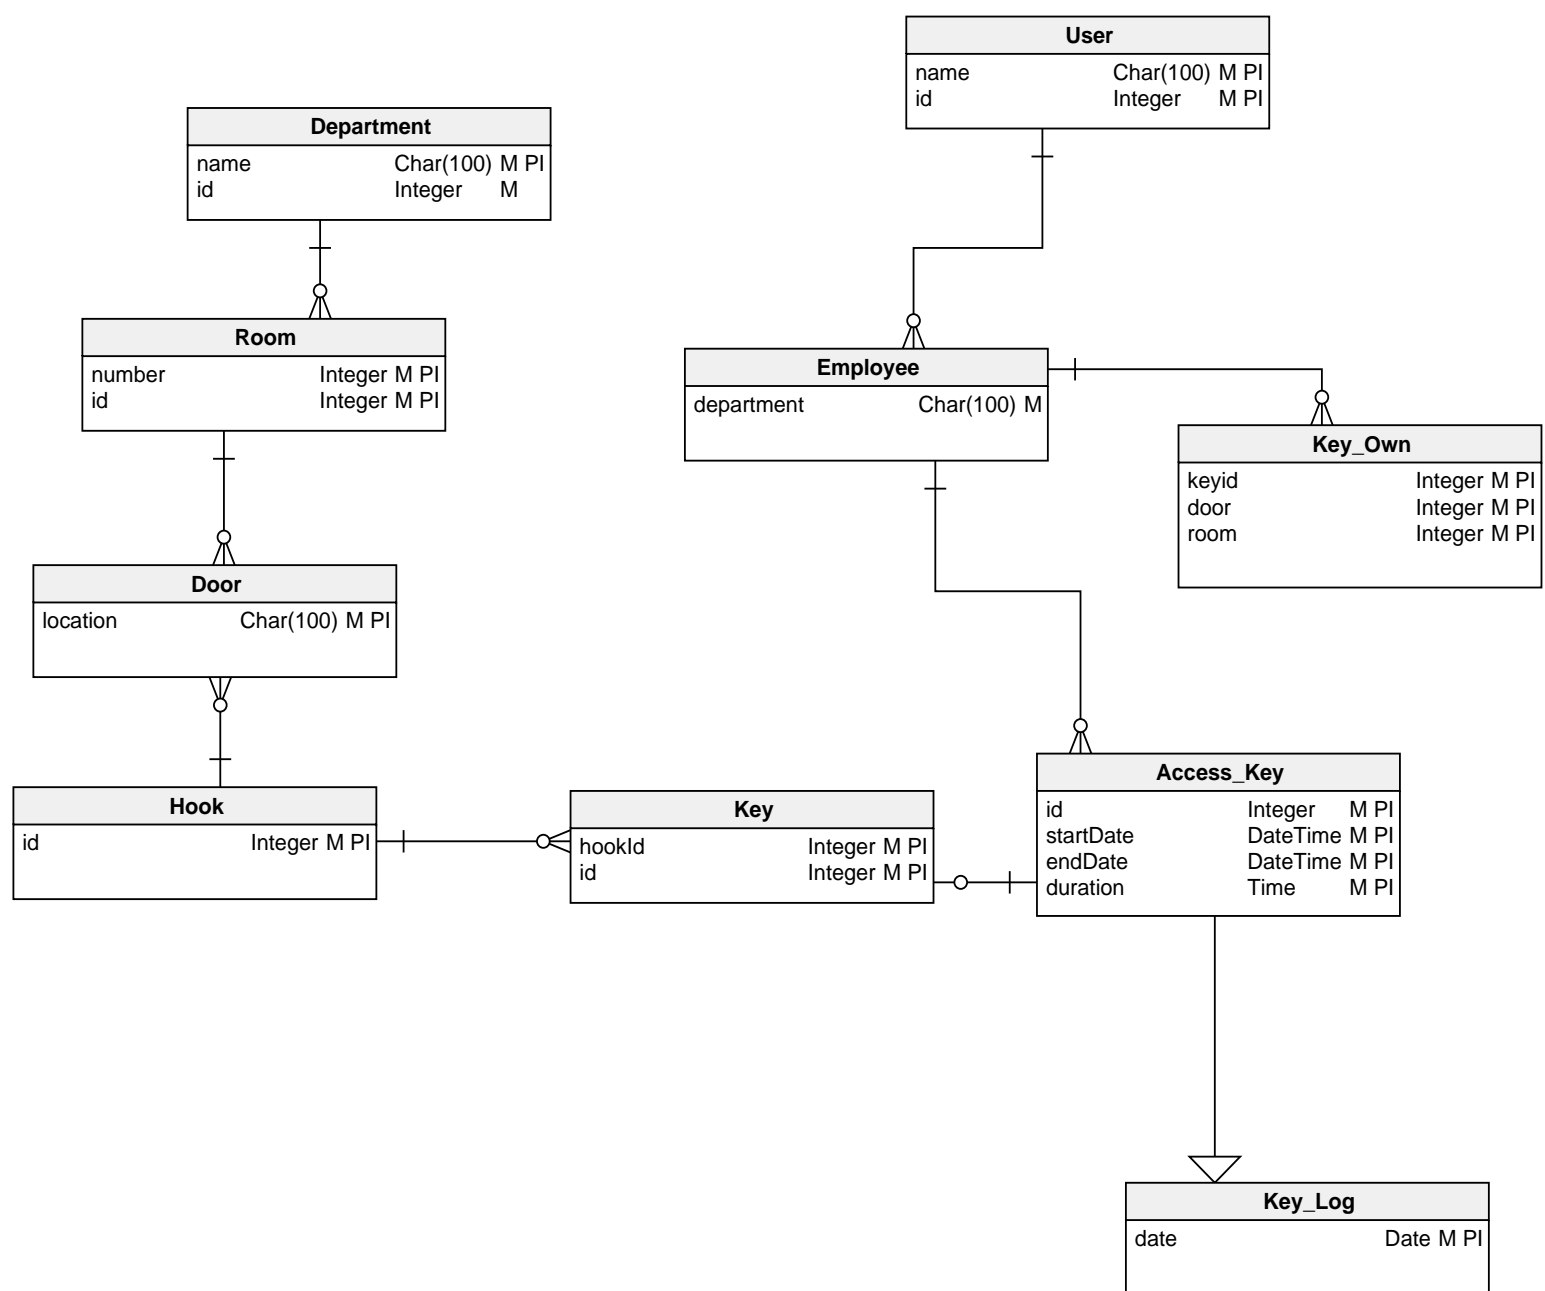 User
name Char(100) M PI
id Integer M PI
Department
name Char(100) M PI
id Integer M
Room
number Integer M PI
id Integer M PI
Employee
department Char(100) M
Key_Own
keyid Integer M PI
door Integer M PI
room Integer M PI
Door
location Char(100) M PI
Hook
id Integer M PI
Key
hookId Integer M PI
id Integer M PI
Access_Key
id Integer M PI
startDate DateTime M PI
endDate DateTime M PI
duration Time M PI
Key_Log
date Date M PI